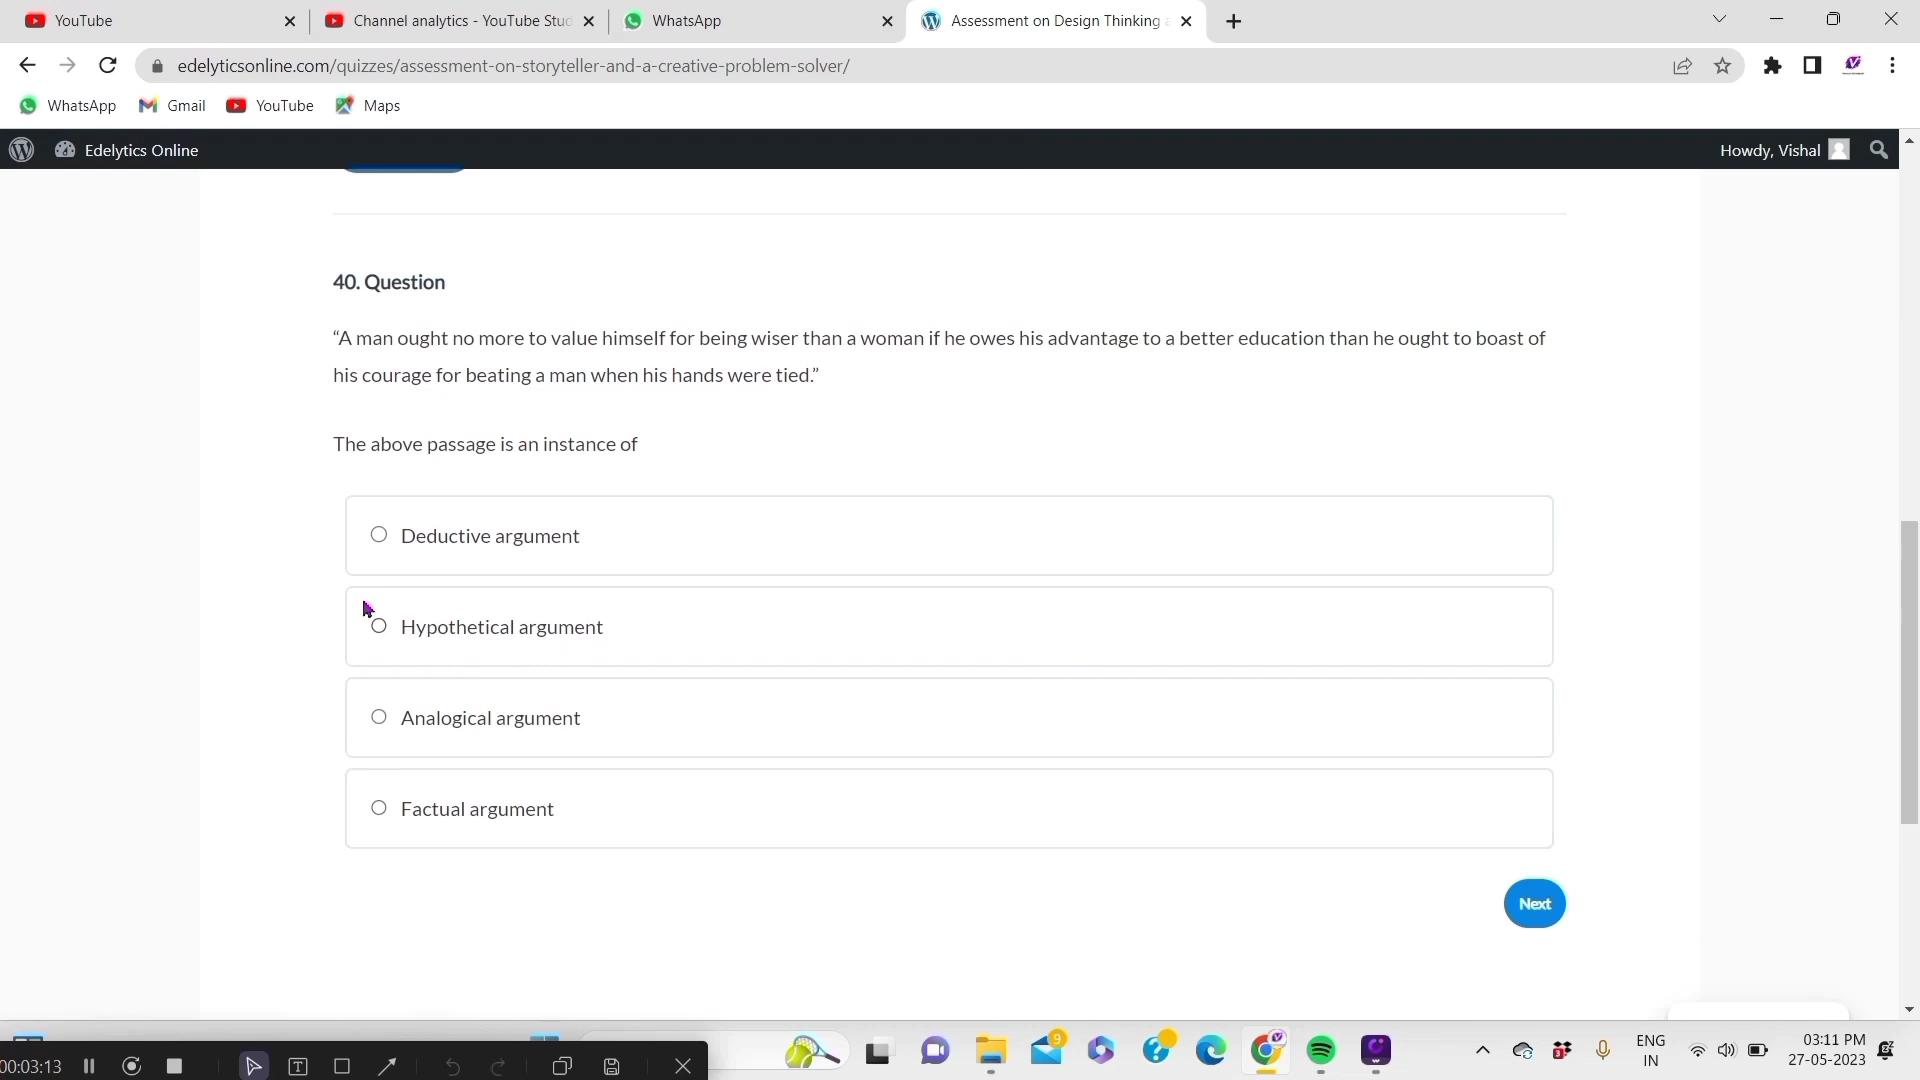 YouTube
Channel analytics - YouTube Stud
WhatsApp
Assessment on Design Thinking a
edelyticsonline.com/quizzes/assessment-on-storyteller-and-a-creative-problem-solver/
WhatsApp Gmail YouTube Maps
Edelytics Online
Howdy, Vishal
40. Question
“A man ought no more to value himself for being wiser than a woman if he owes his advantage to a better education than he ought to boast of
his courage for beating a man when his hands were tied.”
The above passage is an instance of
Deductive argument
Hypothetical argument
Analogical argument
Factual argument
Next
00:03:13
9
3
ENG
IN
03:11 PM
27-05-2023